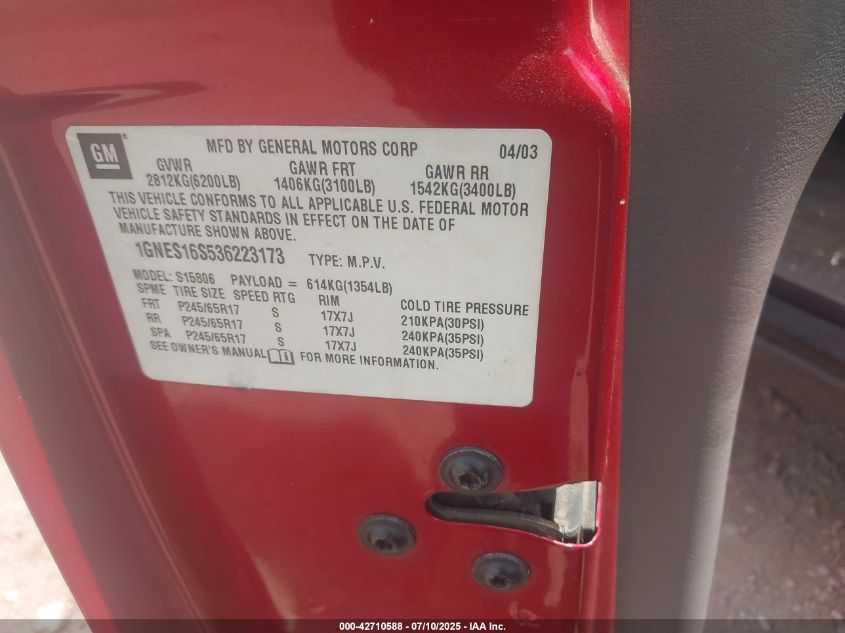 GM MFD BY GENERAL MOTORS CORP 04/03
GVWR GAWR FRT GAWR RR
2812KG(6200LB) 1406KG(3100LB) 1542KG(3400LB)
THIS VEHICLE CONFORMS TO ALL APPLICABLE U.S. FEDERAL MOTOR
VEHICLE SAFETY STANDARDS IN EFFECT ON THE DATE OF
MANUFACTURE SHOWN ABOVE.
1GNES16S536223173 TYPE: M.P.V.
MODEL: S15806 PAYLOAD = 614KG(1354LB)
SPME TIRE SIZE SPEED RTG RIM COLD TIRE PRESSURE
FRT P245/65R17 S 17X7J 210KPA(30PSI)
RR P245/65R17 S 17X7J 240KPA(35PSI)
SPA P245/65R17 S 17X7J 240KPA(35PSI)
SEE OWNER'S MANUAL FOR MORE INFORMATION.
000-42710588 - 07/10/2025 - IAA Inc.